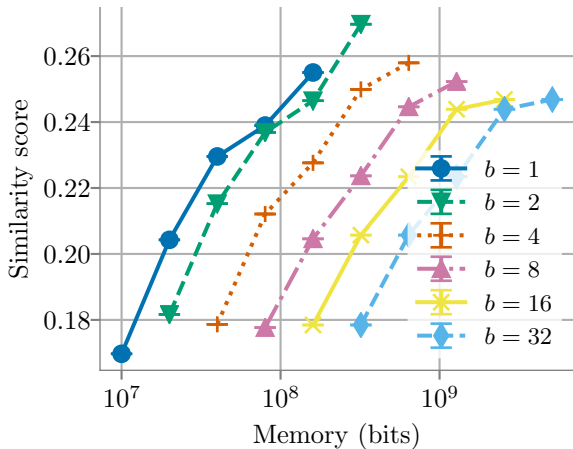 0.26
0.24
0.22
0.20
0.18
Similarity score
b = 1
b = 2
b = 4
b = 8
b = 16
b = 32
10^7
10^8
10^9
Memory (bits)